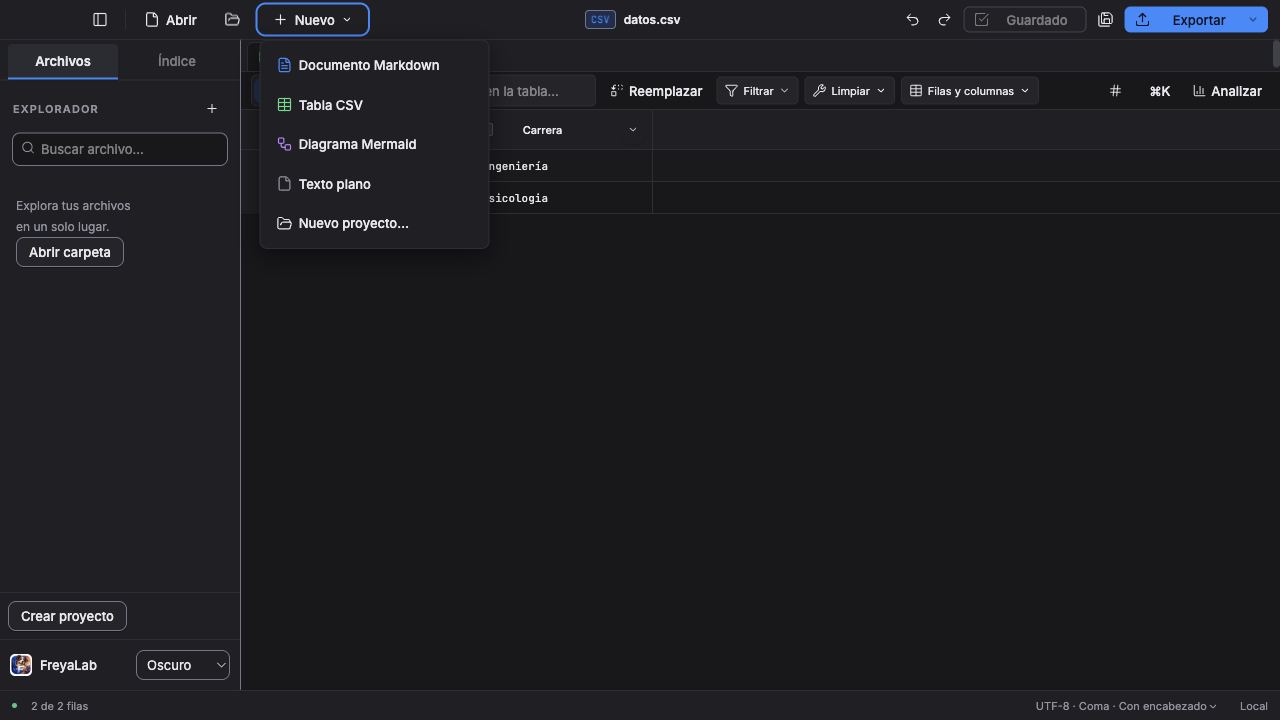 Abrir
Nuevo
CSV datos.csv
Guardado
Exportar
Archivos
Índice
EXPLORADOR
Buscar archivo...
Explora tus archivos
en un solo lugar.
Abrir carpeta
Documento Markdown
Tabla CSV
Diagrama Mermaid
Texto plano
Nuevo proyecto...
en la tabla...
Reemplazar
Filtrar
Limpiar
Filas y columnas
#
⌘K
Analizar
Carrera
ngeniería
sicologia
Crear proyecto
FreyaLab
Oscuro
2 de 2 filas
UTF-8 · Coma · Con encabezado
Local